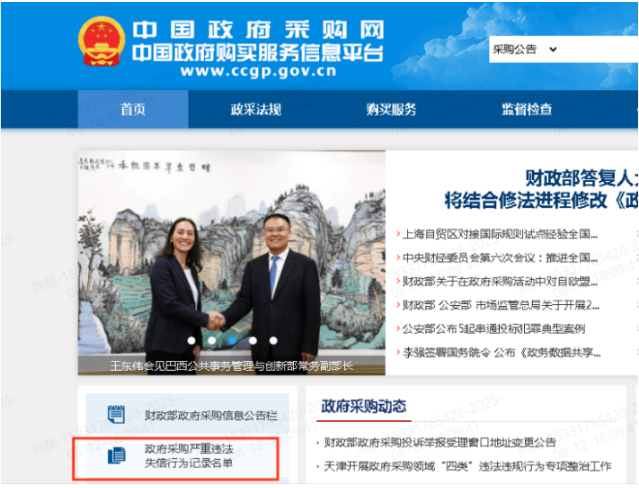 中国政府采购网
中国政府购买服务信息平台
www.ccgp.gov.cn
采购公告
首页
政采法规
购买服务
监督检查
财政部答复人
将结合修法进程修改《政
上海自贸区对接国际规则试点经验全国...
中央财经委员会第六次会议：推进全国...
财政部关于在政府采购活动中对自欧盟...
财政部 公安部 市场监管总局关于开展2...
公安部公布5起串通投标犯罪典型案例
李强签署国务院令 公布《政务数据共享...
王东伟会见巴西公共事务管理与创新部常务副部长
财政部政府采购信息公告栏
政府采购严重违法
失信行为记录名单
政府采购动态
· 财政部政府采购投诉举报受理窗口地址变更公告
· 天津开展政府采购领域“四类”违法违规行为专项整治工作